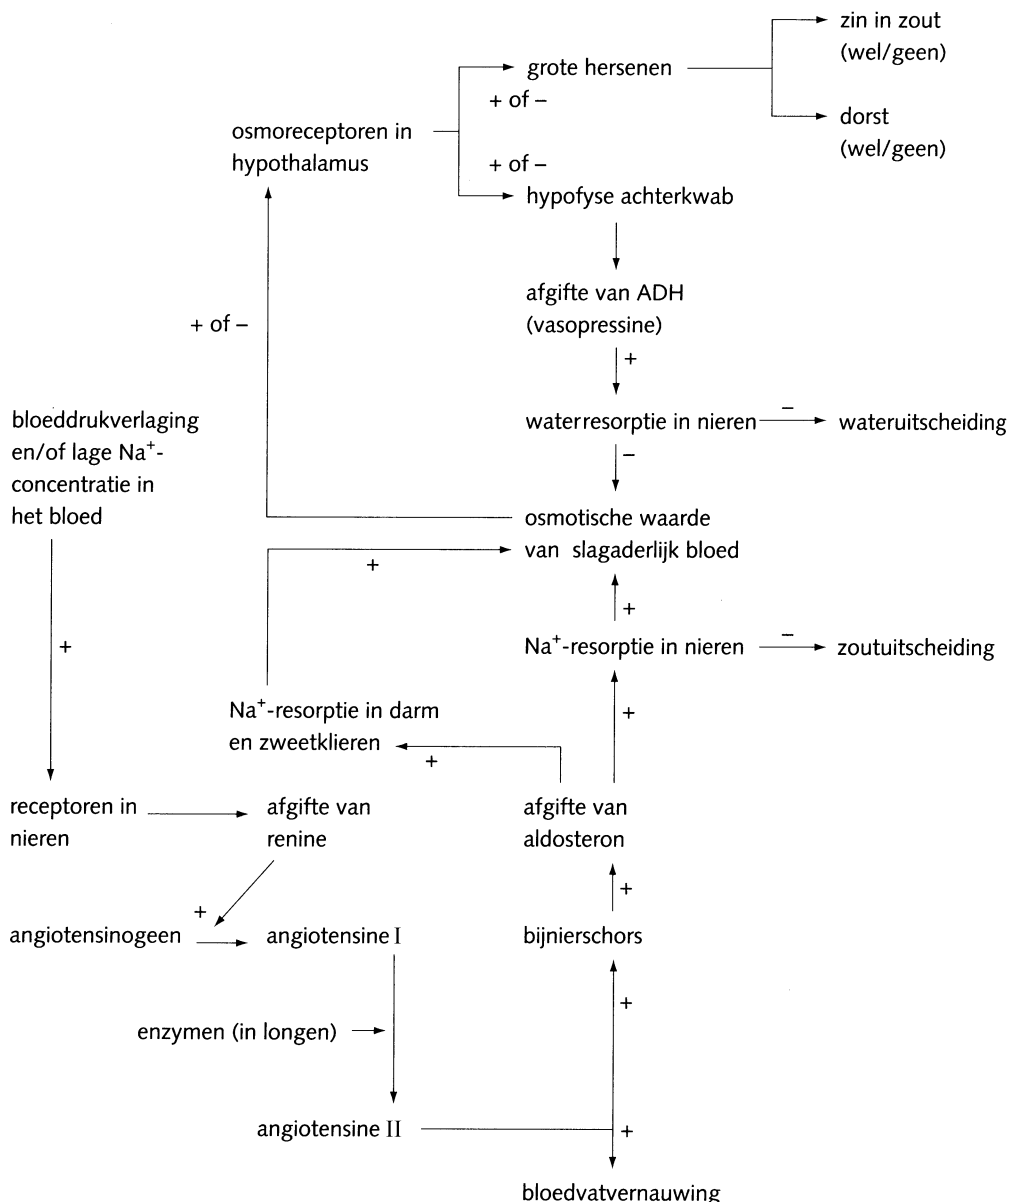 zin in zout
(wel/geen)
grote hersenen
+ of –
dorst
(wel/geen)
osmoreceptoren in
hypothalamus
+ of –
hypofyse achterkwab
afgifte van ADH
(vasopressine)
+ of –
+
bloeddrukverlaging
en/of lage Na⁺-
concentratie in
het bloed
waterresorptie in nieren
–
wateruitscheiding
–
osmotische waarde
van slagaderlijk bloed
+
+
+
Na⁺-resorptie in nieren
–
zoutuitscheiding
Na⁺-resorptie in darm
en zweetklieren
+
+
receptoren in
nieren
afgifte van
renine
afgifte van
aldosteron
+
+
angiotensinogeen
angiotensine I
bijnierschors
+
enzymen (in longen)
angiotensine II
+
bloedvatvernauwing